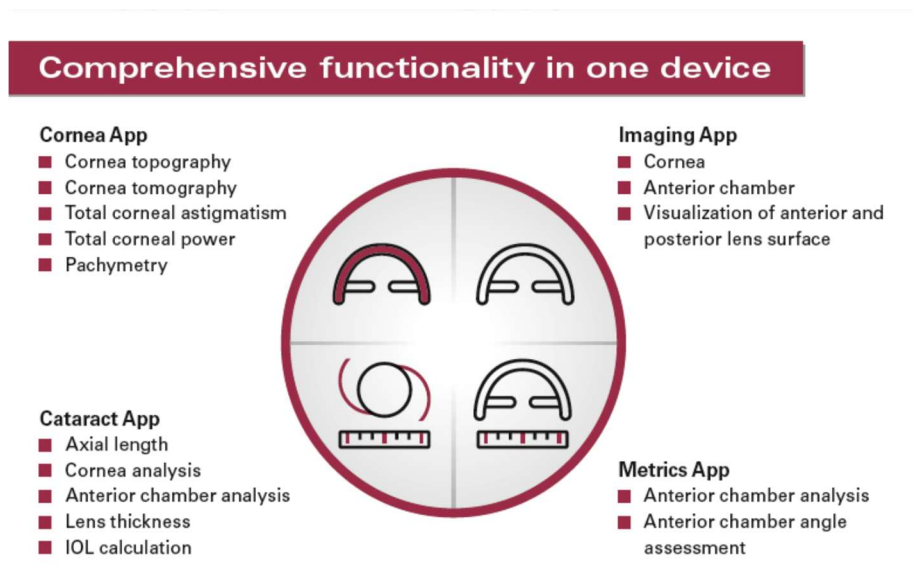 Comprehensive functionality in one device
Cornea App
Cornea topography
Cornea tomography
Total corneal astigmatism
Total corneal power
Pachymetry
Imaging App
Cornea
Anterior chamber
Visualization of anterior and
posterior lens surface
Cataract App
Axial length
Cornea analysis
Anterior chamber analysis
Lens thickness
IOL calculation
Metrics App
Anterior chamber analysis
Anterior chamber angle
assessment